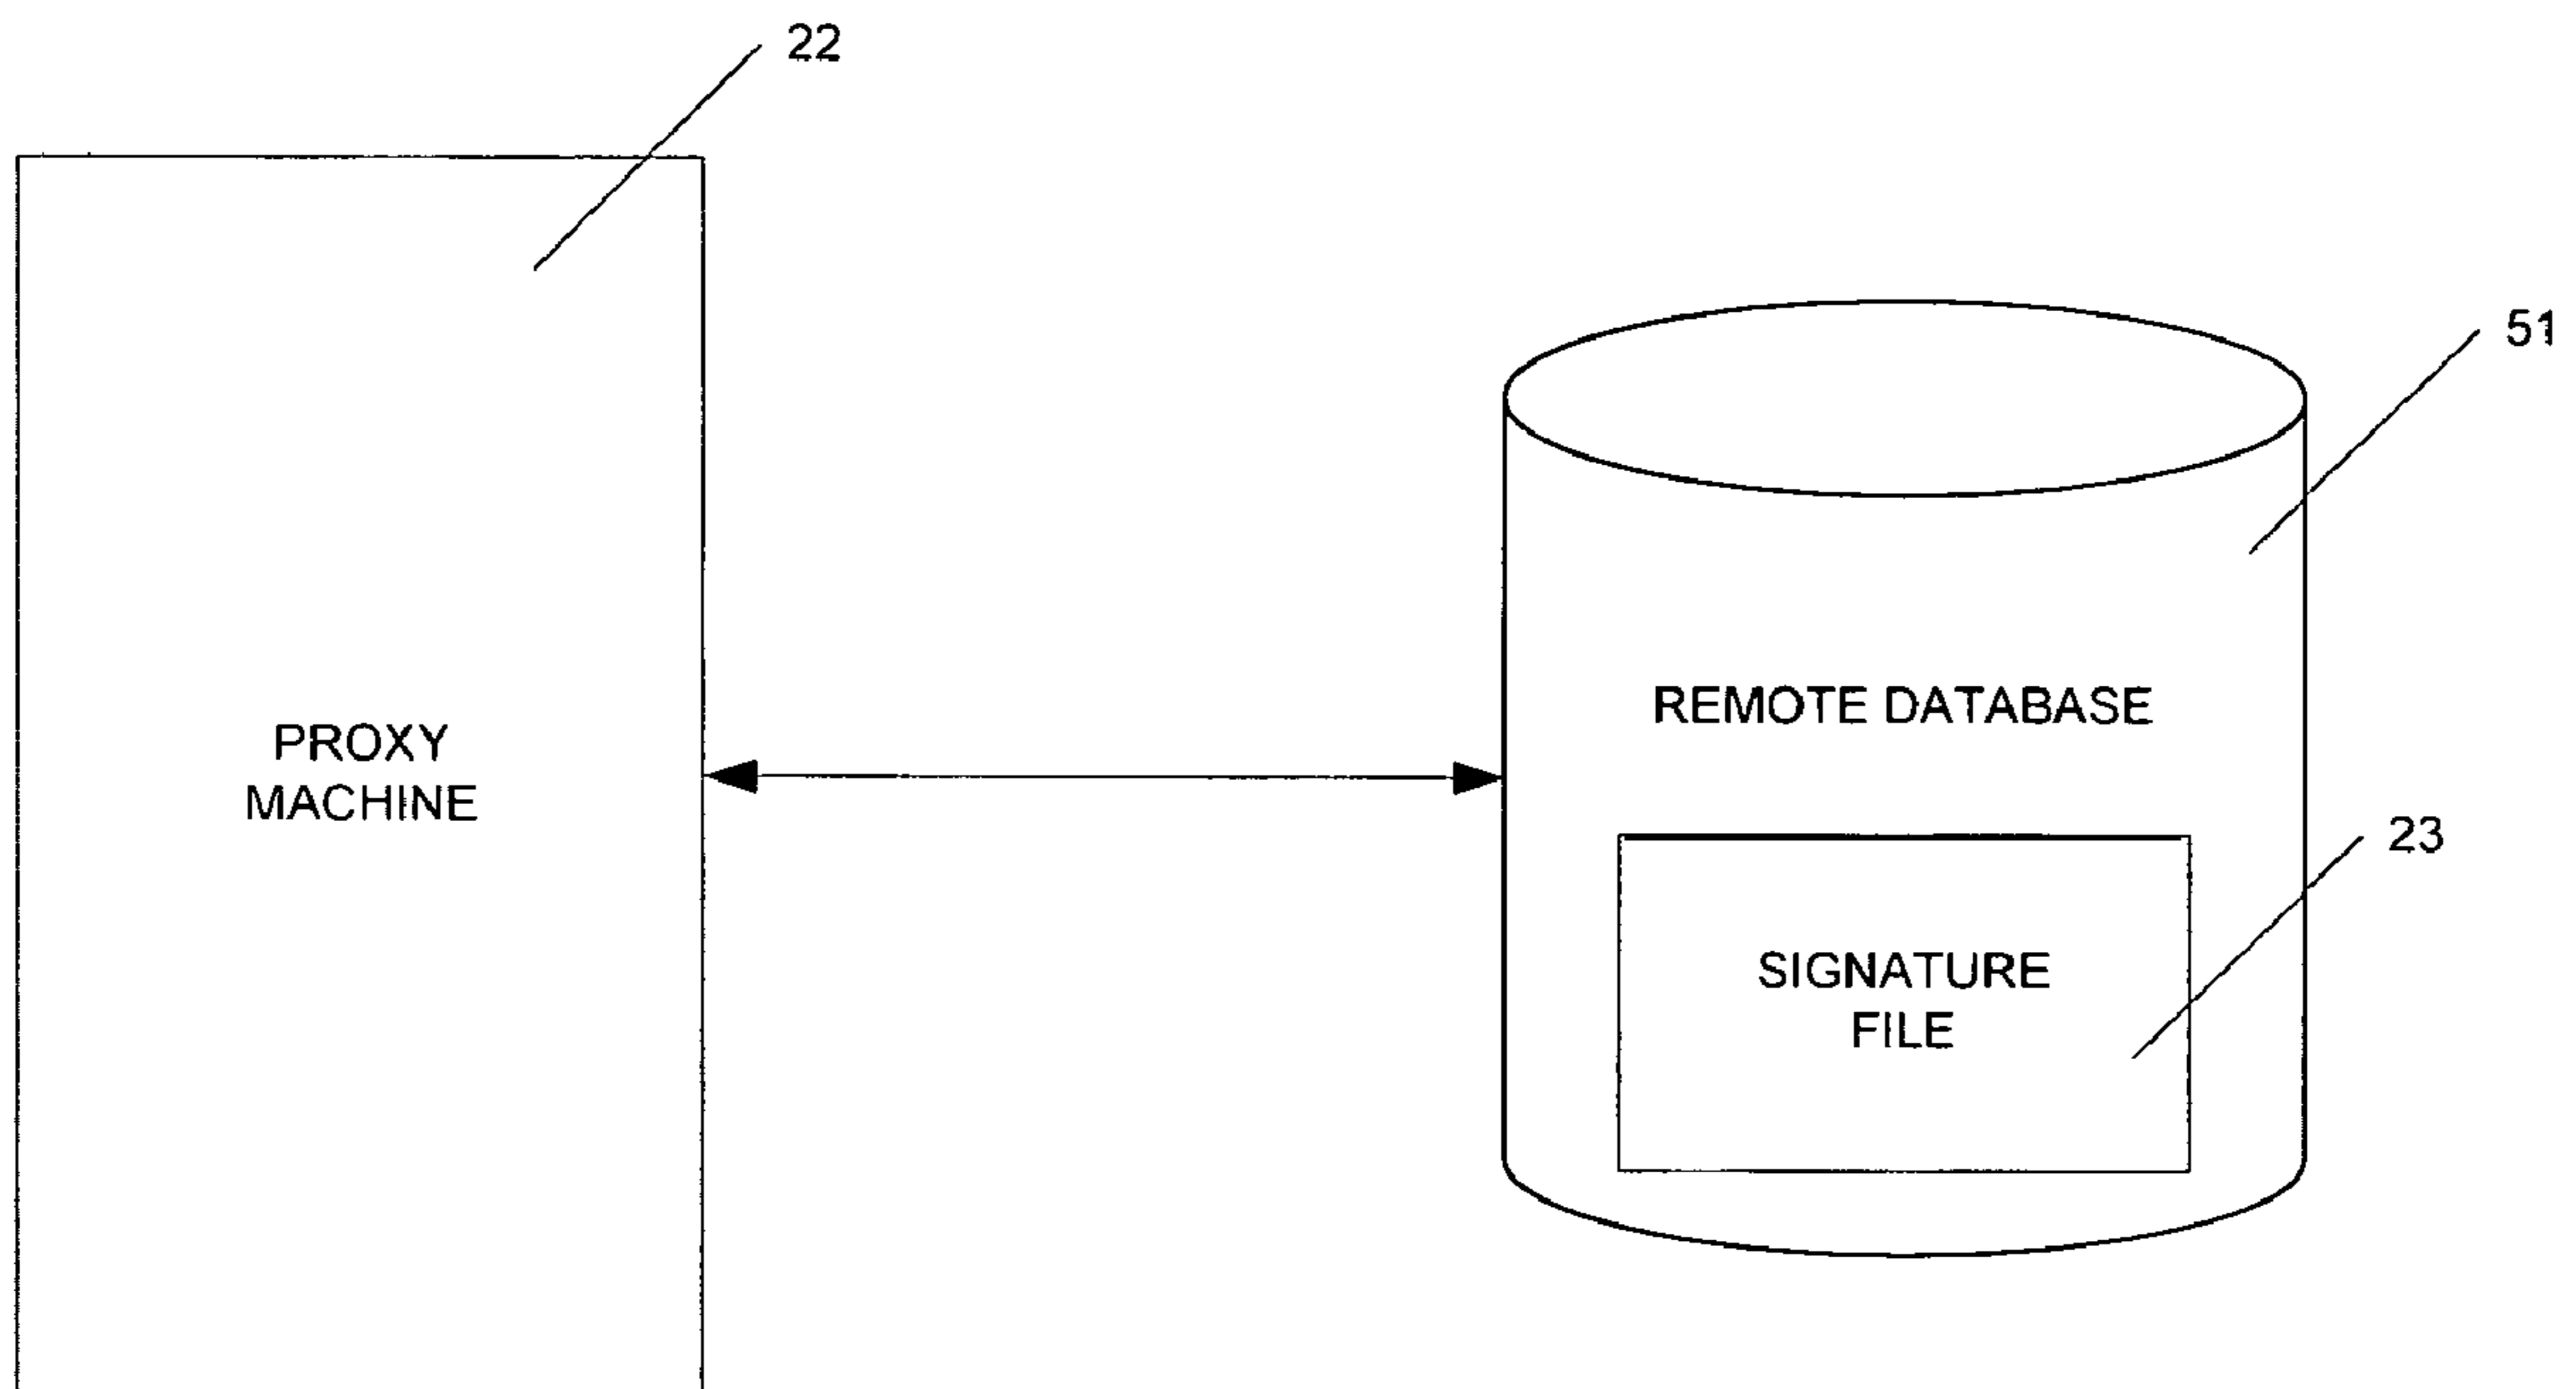 22
51
REMOTE DATABASE
PROXY
MACHINE
23
SIGNATURE
FILE